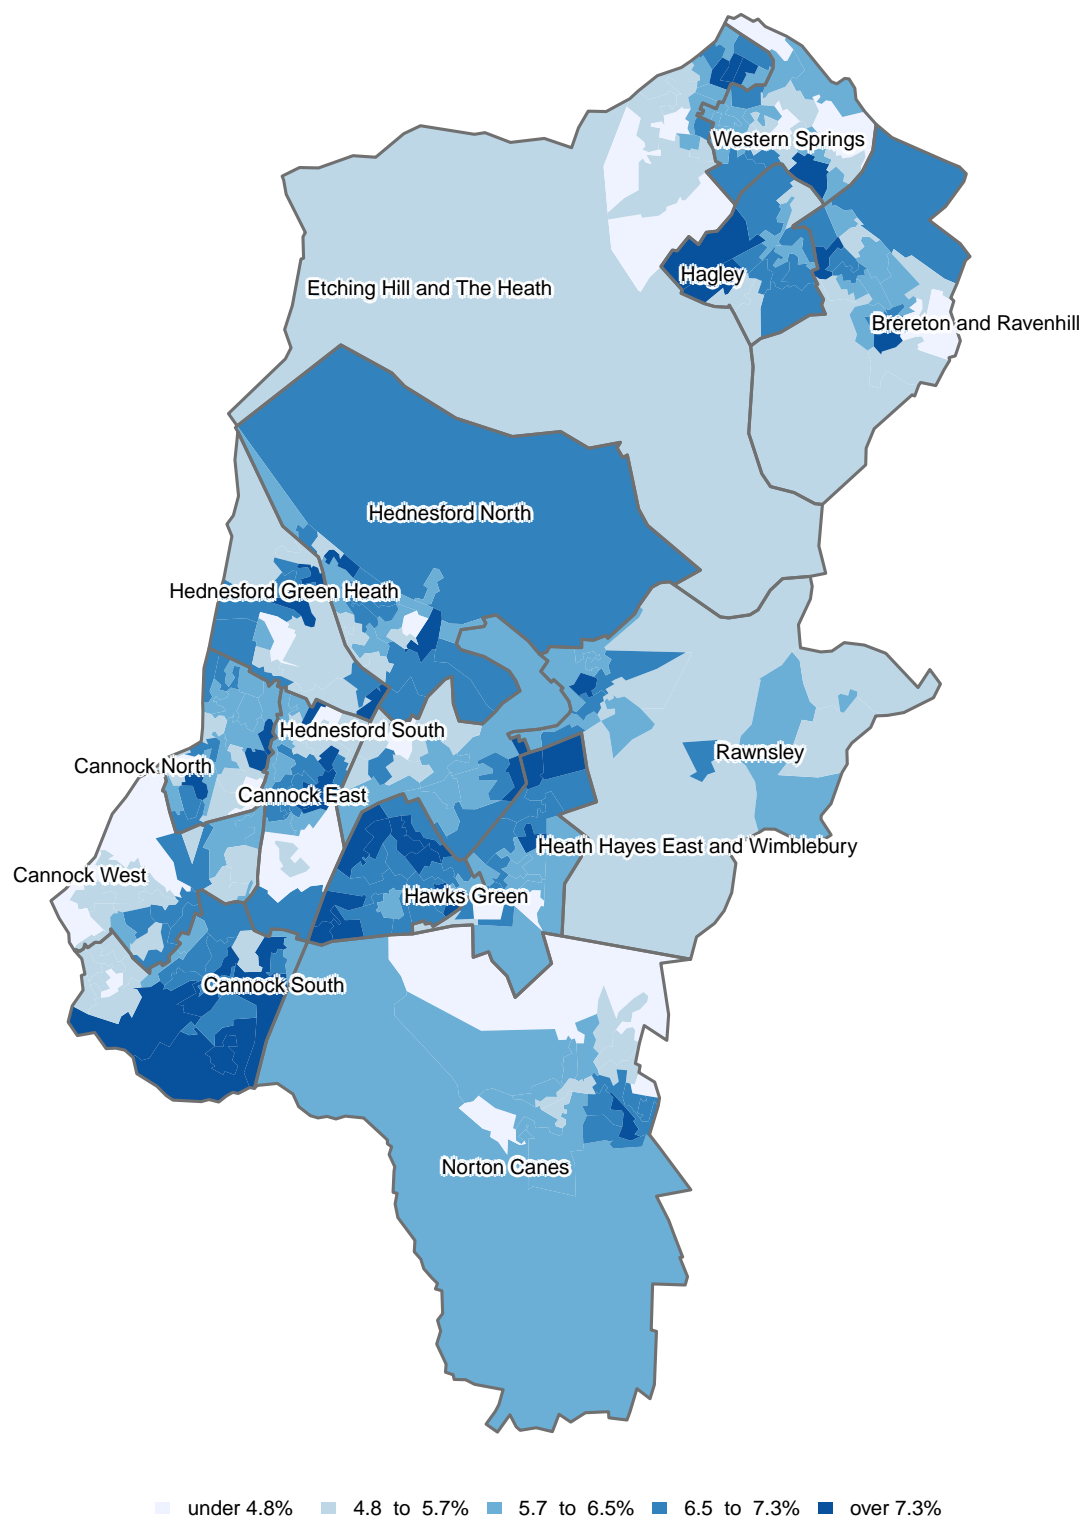 Western Springs
Hagley
Etching Hill and The Heath
Brereton and Ravenhill
Hednesford North
Hednesford Green Heath
Hednesford South
Rawnsley
Cannock North
Cannock East
Heath Hayes East and Wimblebury
Cannock West
Hawks Green
Cannock South
Norton Canes
under 4.8% 4.8 to 5.7% 5.7 to 6.5% 6.5 to 7.3% over 7.3%